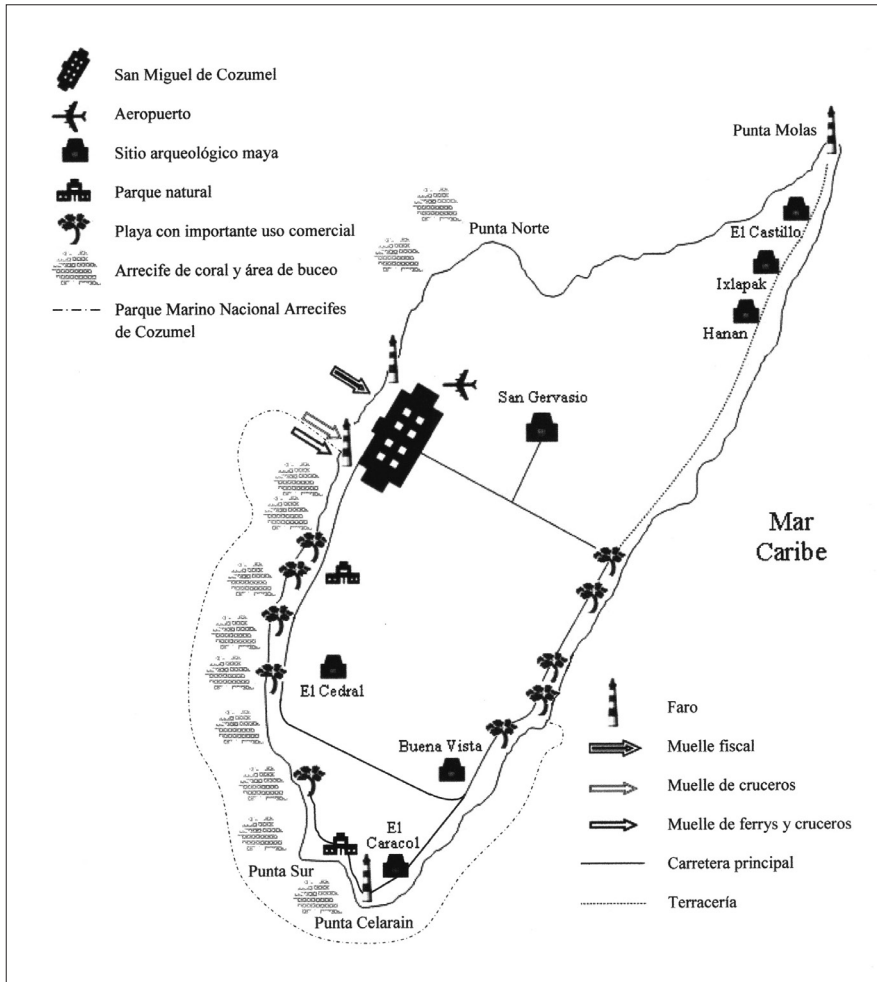 San Miguel de Cozumel
Aeropuerto
Sitio arqueológico maya
Parque natural
Playa con importante uso comercial
Arrecife de coral y área de buceo
Parque Marino Nacional Arrecifes
de Cozumel
Punta Molas
Punta Norte
El Castillo
Ixlapak
Hanan
San Gervasio
Mar
Caribe
El Cedral
Buena Vista
El
Caracol
Punta Sur
Punta Celarain
Faro
Muelle fiscal
Muelle de cruceros
Muelle de ferrys y cruceros
Carretera principal
Terracería